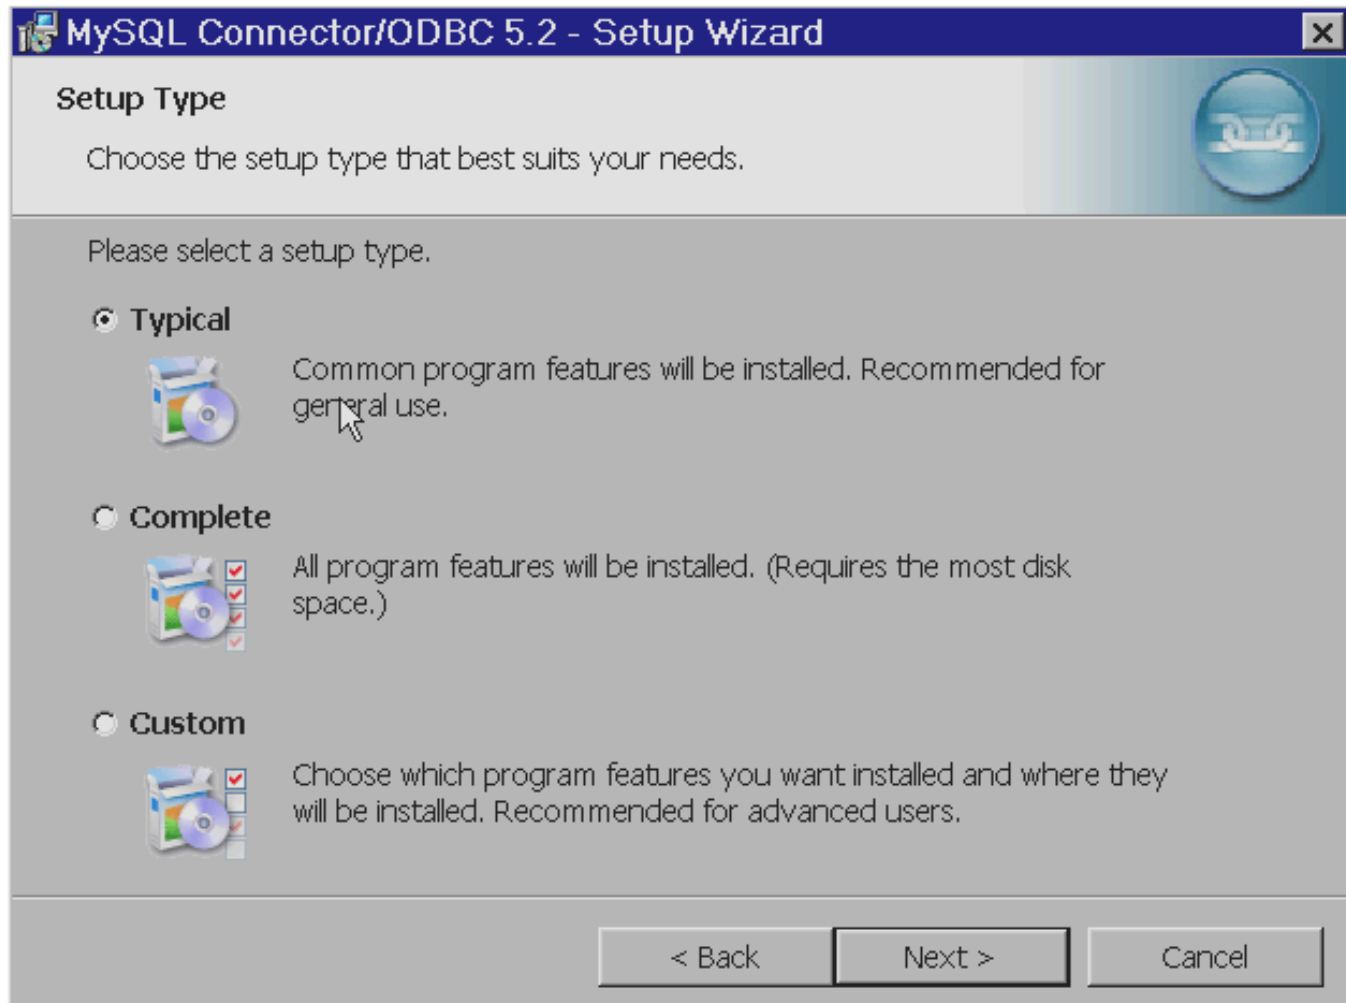 MySQL Connector/ODBC 5.2 - Setup Wizard
Setup Type
Choose the setup type that best suits your needs.
Please select a setup type.
Typical
Common program features will be installed. Recommended for
general use.
Complete
All program features will be installed. (Requires the most disk
space.)
Custom
Choose which program features you want installed and where they
will be installed. Recommended for advanced users.
< Back
Next >
Cancel